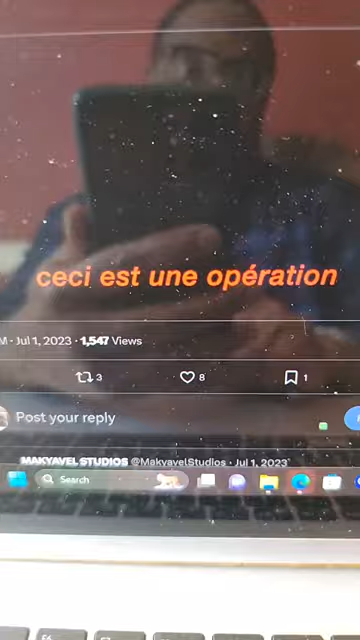 ceci est une opération
M · Jul 1, 2023 · 1,547 Views
3
8
1
Post your reply
MAKYAVEL STUDIOS @MakyavelStudios · Jul 1, 2023
Search
F6